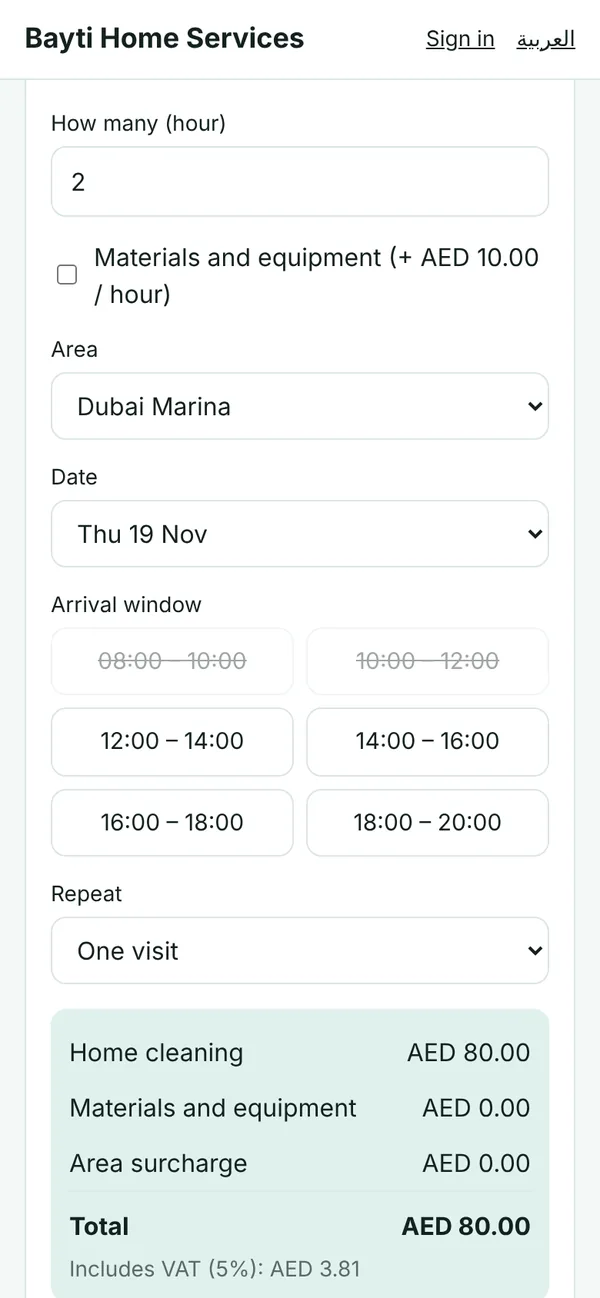 Bayti Home Services
Sign in
العربية
How many (hour)
2
Materials and equipment (+ AED 10.00
/ hour)
Area
Dubai Marina
Date
Thu 19 Nov
Arrival window
08:00 – 10:00
10:00 – 12:00
12:00 – 14:00
14:00 – 16:00
16:00 – 18:00
18:00 – 20:00
Repeat
One visit
Home cleaning AED 80.00
Materials and equipment AED 0.00
Area surcharge AED 0.00
Total AED 80.00
Includes VAT (5%): AED 3.81